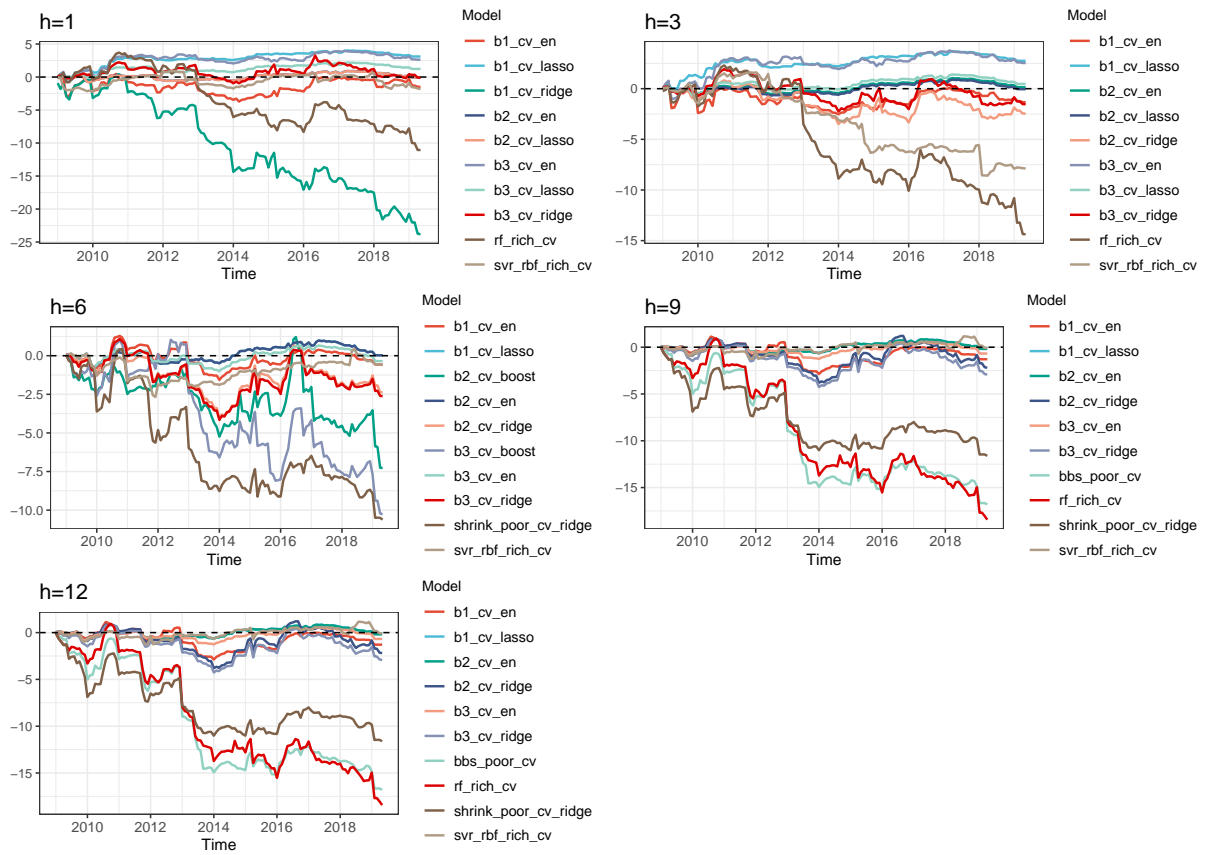 h=1
5
0
−5
−10
−15
−20
−25
2010 2012 2014 2016 2018
Time
Model
b1_cv_en
b1_cv_lasso
b1_cv_ridge
b2_cv_en
b2_cv_lasso
b3_cv_en
b3_cv_lasso
b3_cv_ridge
rf_rich_cv
svr_rbf_rich_cv
h=3
0
−5
−10
−15
2010 2012 2014 2016 2018
Time
Model
b1_cv_en
b1_cv_lasso
b2_cv_en
b2_cv_lasso
b2_cv_ridge
b3_cv_en
b3_cv_lasso
b3_cv_ridge
rf_rich_cv
svr_rbf_rich_cv
h=6
0.0
−2.5
−5.0
−7.5
−10.0
2010 2012 2014 2016 2018
Time
Model
b1_cv_en
b1_cv_lasso
b2_cv_boost
b2_cv_en
b2_cv_ridge
b3_cv_boost
b3_cv_en
b3_cv_ridge
shrink_poor_cv_ridge
svr_rbf_rich_cv
h=9
0
−5
−10
−15
2010 2012 2014 2016 2018
Time
Model
b1_cv_en
b1_cv_lasso
b2_cv_en
b2_cv_ridge
b3_cv_en
b3_cv_ridge
bbs_poor_cv
rf_rich_cv
shrink_poor_cv_ridge
svr_rbf_rich_cv
h=12
0
−5
−10
−15
2010 2012 2014 2016 2018
Time
Model
b1_cv_en
b1_cv_lasso
b2_cv_en
b2_cv_ridge
b3_cv_en
b3_cv_ridge
bbs_poor_cv
rf_rich_cv
shrink_poor_cv_ridge
svr_rbf_rich_cv